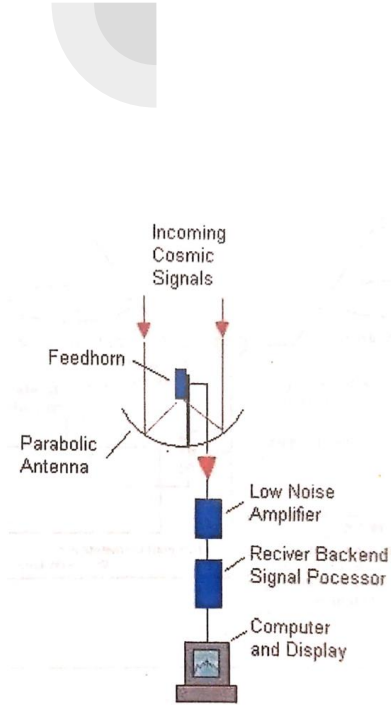 Incoming
Cosmic
Signals
Feedhorn
Parabolic
Antenna
Low Noise
Amplifier
Reciver Backend
Signal Pocessor
Computer
and Display